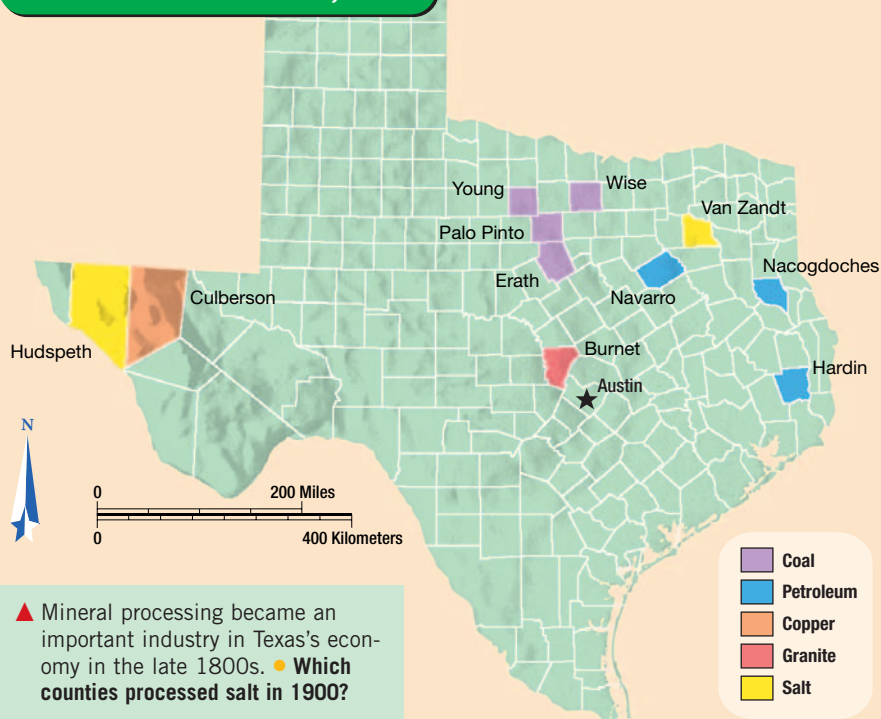 Young
Wise
Van Zandt
Palo Pinto
Nacogdoches
Erath
Navarro
Culberson
Hudspeth
Burnet
Hardin
Austin
N
0 200 Miles
0 400 Kilometers
Coal
Petroleum
Copper
Granite
Salt
Mineral processing became an
important industry in Texas's econ-
omy in the late 1800s. • Which
counties processed salt in 1900?